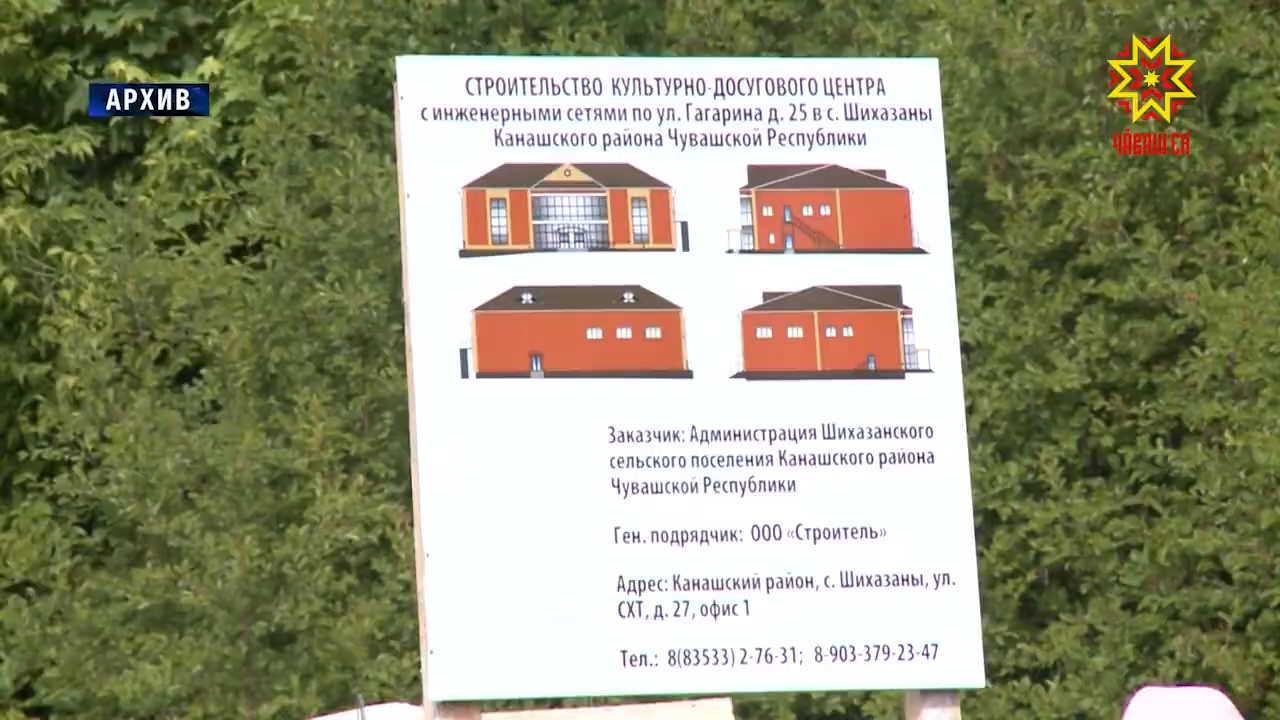 АРХИВ
ЧӐВАШ ЕН
СТРОИТЕЛЬСТВО КУЛЬТУРНО-ДОСУГОВОГО ЦЕНТРА
с инженерными сетями по ул. Гагарина д. 25 в с. Шихазаны
Канашского района Чувашской Республики
Заказчик: Администрация Шихазанского
сельского поселения Канашского района
Чувашской Республики
Ген. подрядчик: ООО «Строитель»
Адрес: Канашский район, с. Шихазаны, ул.
СХТ, д. 27, офис 1
Тел.: 8(83533) 2-76-31; 8-903-379-23-47